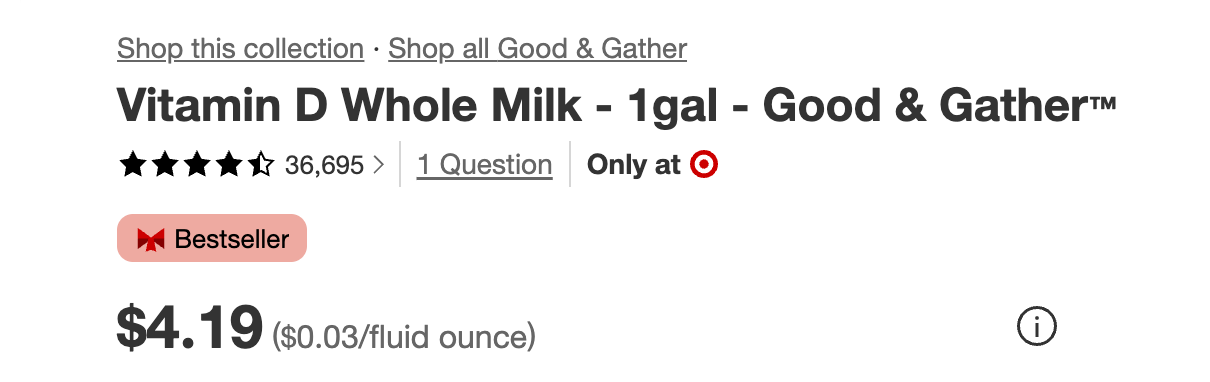 Shop this collection · Shop all Good & Gather
Vitamin D Whole Milk - 1gal - Good & Gather™
36,695 1 Question Only at
Bestseller
$4.19 ($0.03/fluid ounce)